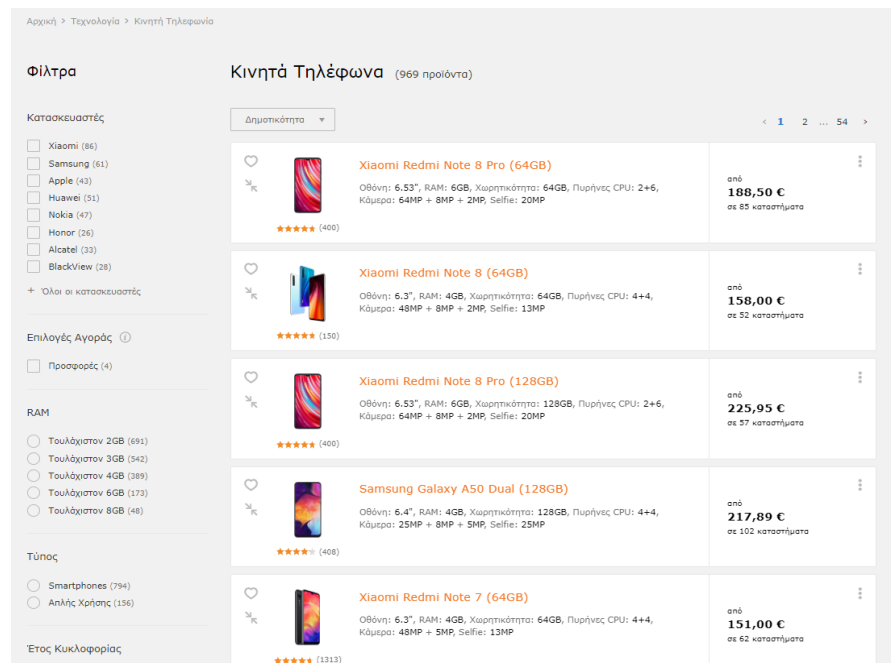 Αρχική > Τεχνολογία > Κινητή Τηλεφωνία
Φίλτρα
Κατασκευαστές
Xiaomi (86)
Samsung (61)
Apple (43)
Huawei (51)
Nokia (47)
Honor (26)
Alcatel (33)
BlackView (28)
+ Όλοι οι κατασκευαστές
Επιλογές Αγοράς i
Προσφορές (4)
RAM
Τουλάχιστον 2GB (691)
Τουλάχιστον 3GB (542)
Τουλάχιστον 4GB (389)
Τουλάχιστον 6GB (173)
Τουλάχιστον 8GB (48)
Τύπος
Smartphones (794)
Απλής Χρήσης (156)
Έτος Κυκλοφορίας
Κινητά Τηλέφωνα (969 προϊόντα)
Δημοτικότητα
‹ 1 2 ... 54 ›
Xiaomi Redmi Note 8 Pro (64GB)
Οθόνη: 6.53", RAM: 6GB, Χωρητικότητα: 64GB, Πυρήνες CPU: 2+6,
Κάμερα: 64MP + 8MP + 2MP, Selfie: 20MP
(400)
από
188,50 €
σε 85 καταστήματα
Xiaomi Redmi Note 8 (64GB)
Οθόνη: 6.3", RAM: 4GB, Χωρητικότητα: 64GB, Πυρήνες CPU: 4+4,
Κάμερα: 48MP + 8MP + 2MP, Selfie: 13MP
(150)
από
158,00 €
σε 52 καταστήματα
Xiaomi Redmi Note 8 Pro (128GB)
Οθόνη: 6.53", RAM: 6GB, Χωρητικότητα: 128GB, Πυρήνες CPU: 2+6,
Κάμερα: 64MP + 8MP + 2MP, Selfie: 20MP
(400)
από
225,95 €
σε 57 καταστήματα
Samsung Galaxy A50 Dual (128GB)
Οθόνη: 6.4", RAM: 4GB, Χωρητικότητα: 128GB, Πυρήνες CPU: 4+4,
Κάμερα: 25MP + 8MP + 5MP, Selfie: 25MP
(408)
από
217,89 €
σε 102 καταστήματα
Xiaomi Redmi Note 7 (64GB)
Οθόνη: 6.3", RAM: 4GB, Χωρητικότητα: 64GB, Πυρήνες CPU: 4+4,
Κάμερα: 48MP + 5MP, Selfie: 13MP
(1313)
από
151,00 €
σε 62 καταστήματα